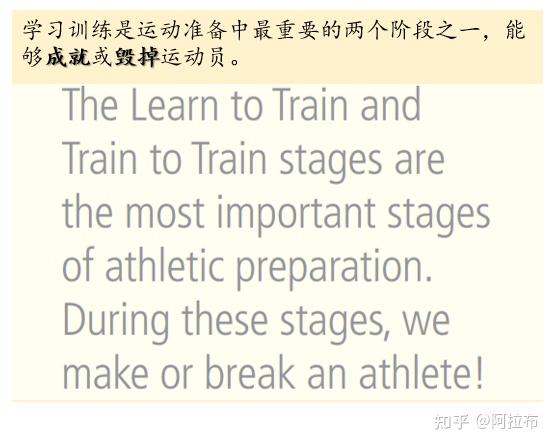 学习训练是运动准备中最重要的两个阶段之一，能
够成就或毁掉运动员。
The Learn to Train and
Train to Train stages are
the most important stages
of athletic preparation.
During these stages, we
make or break an athlete!
知乎 @阿拉布